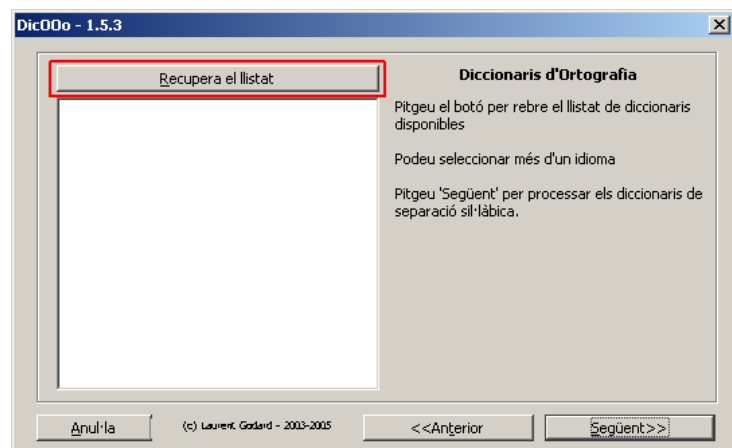 DicOOo - 1.5.3
Recupera el llistat
Diccionaris d'Ortografia
Pitgeu el botó per rebre el llistat de diccionaris
disponibles
Podeu seleccionar més d'un idioma
Pitgeu 'Següent' per processar els diccionaris de
separació sil·làbica.
Anul·la
(c) Laurent Godard - 2003-2005
<<Anterior
Següent>>